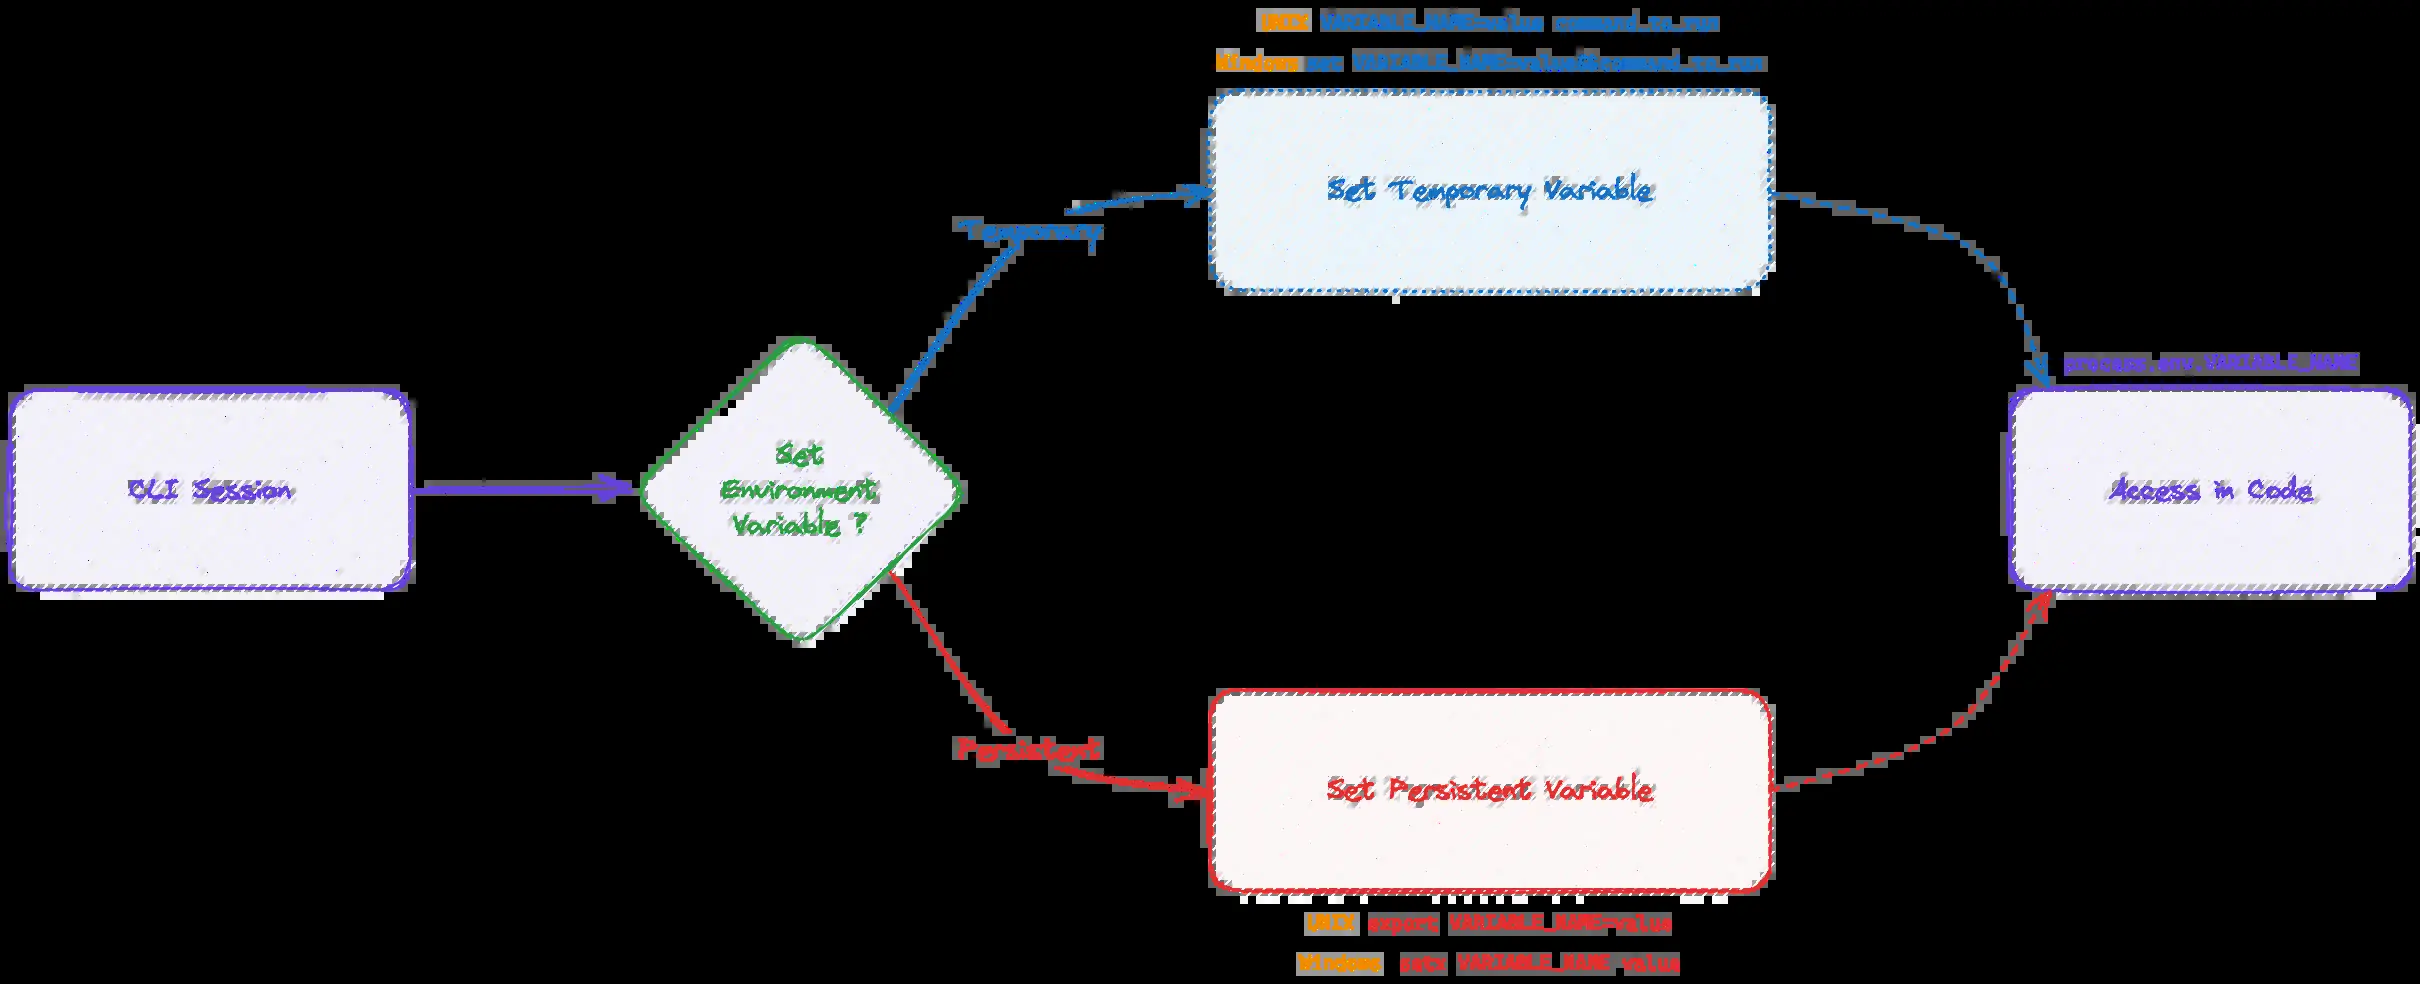 UNIX VARIABLE_NAME=value command_to_run
Windows set VARIABLE_NAME=value&&command_to_run
Set Temporary Variable
Temporary
process.env.VARIABLE_NAME
CLI Session
Set
Environment
Variable ?
Access in Code
Persistent
Set Persistent Variable
UNIX export VARIABLE_NAME=value
Windows setx VARIABLE_NAME value